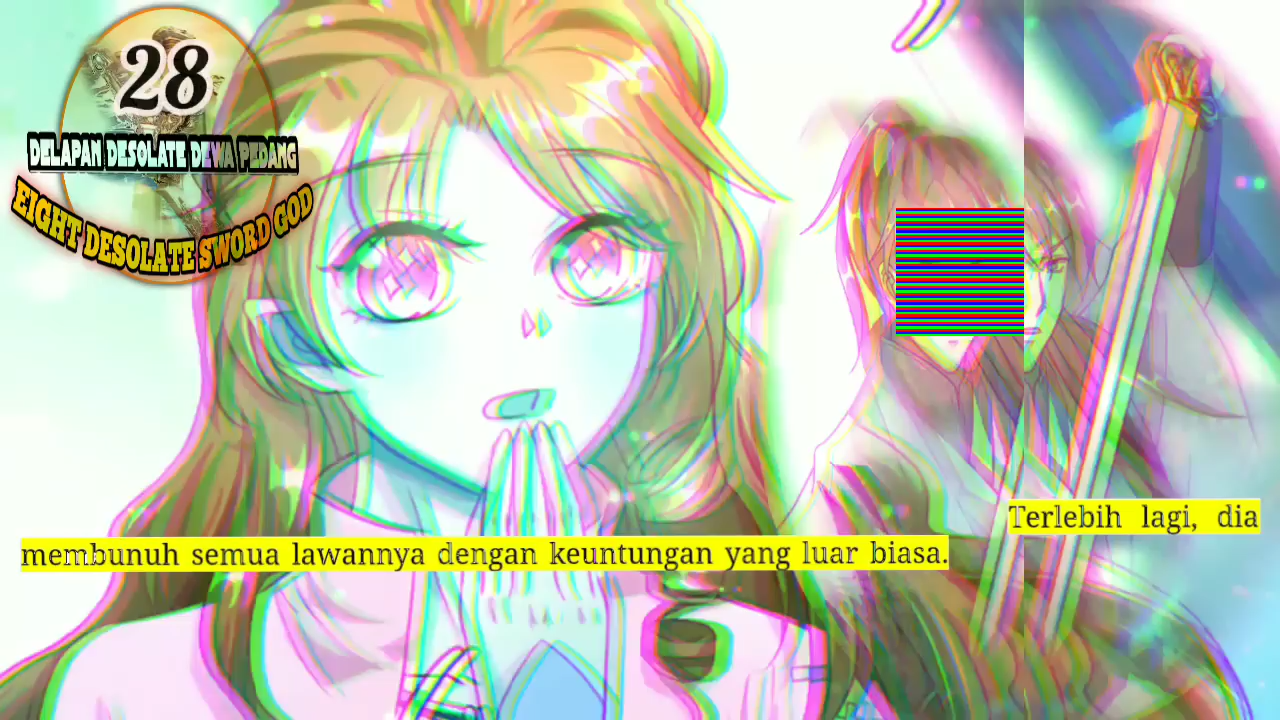 28
DELAPAN DESOLATE DEWA PEDANG
EIGHT DESOLATE SWORD GOD
Terlebih lagi, dia
membunuh semua lawannya dengan keuntungan yang luar biasa.